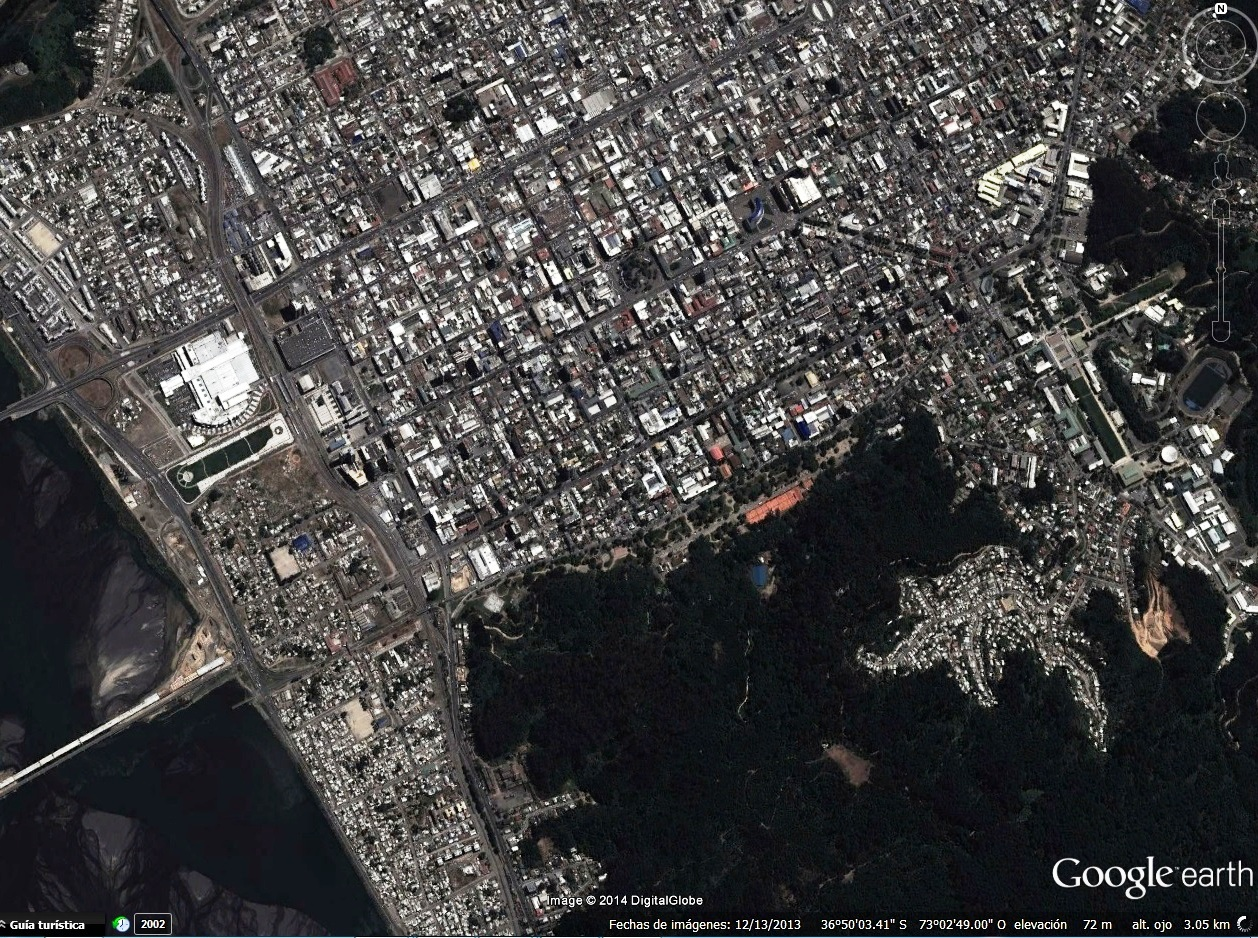 N
Google earth
Image © 2014 DigitalGlobe
Guía turística
2002
Fechas de imágenes: 12/13/2013 36°50'03.41" S 73°02'49.00" O elevación 72 m alt. ojo 3.05 km